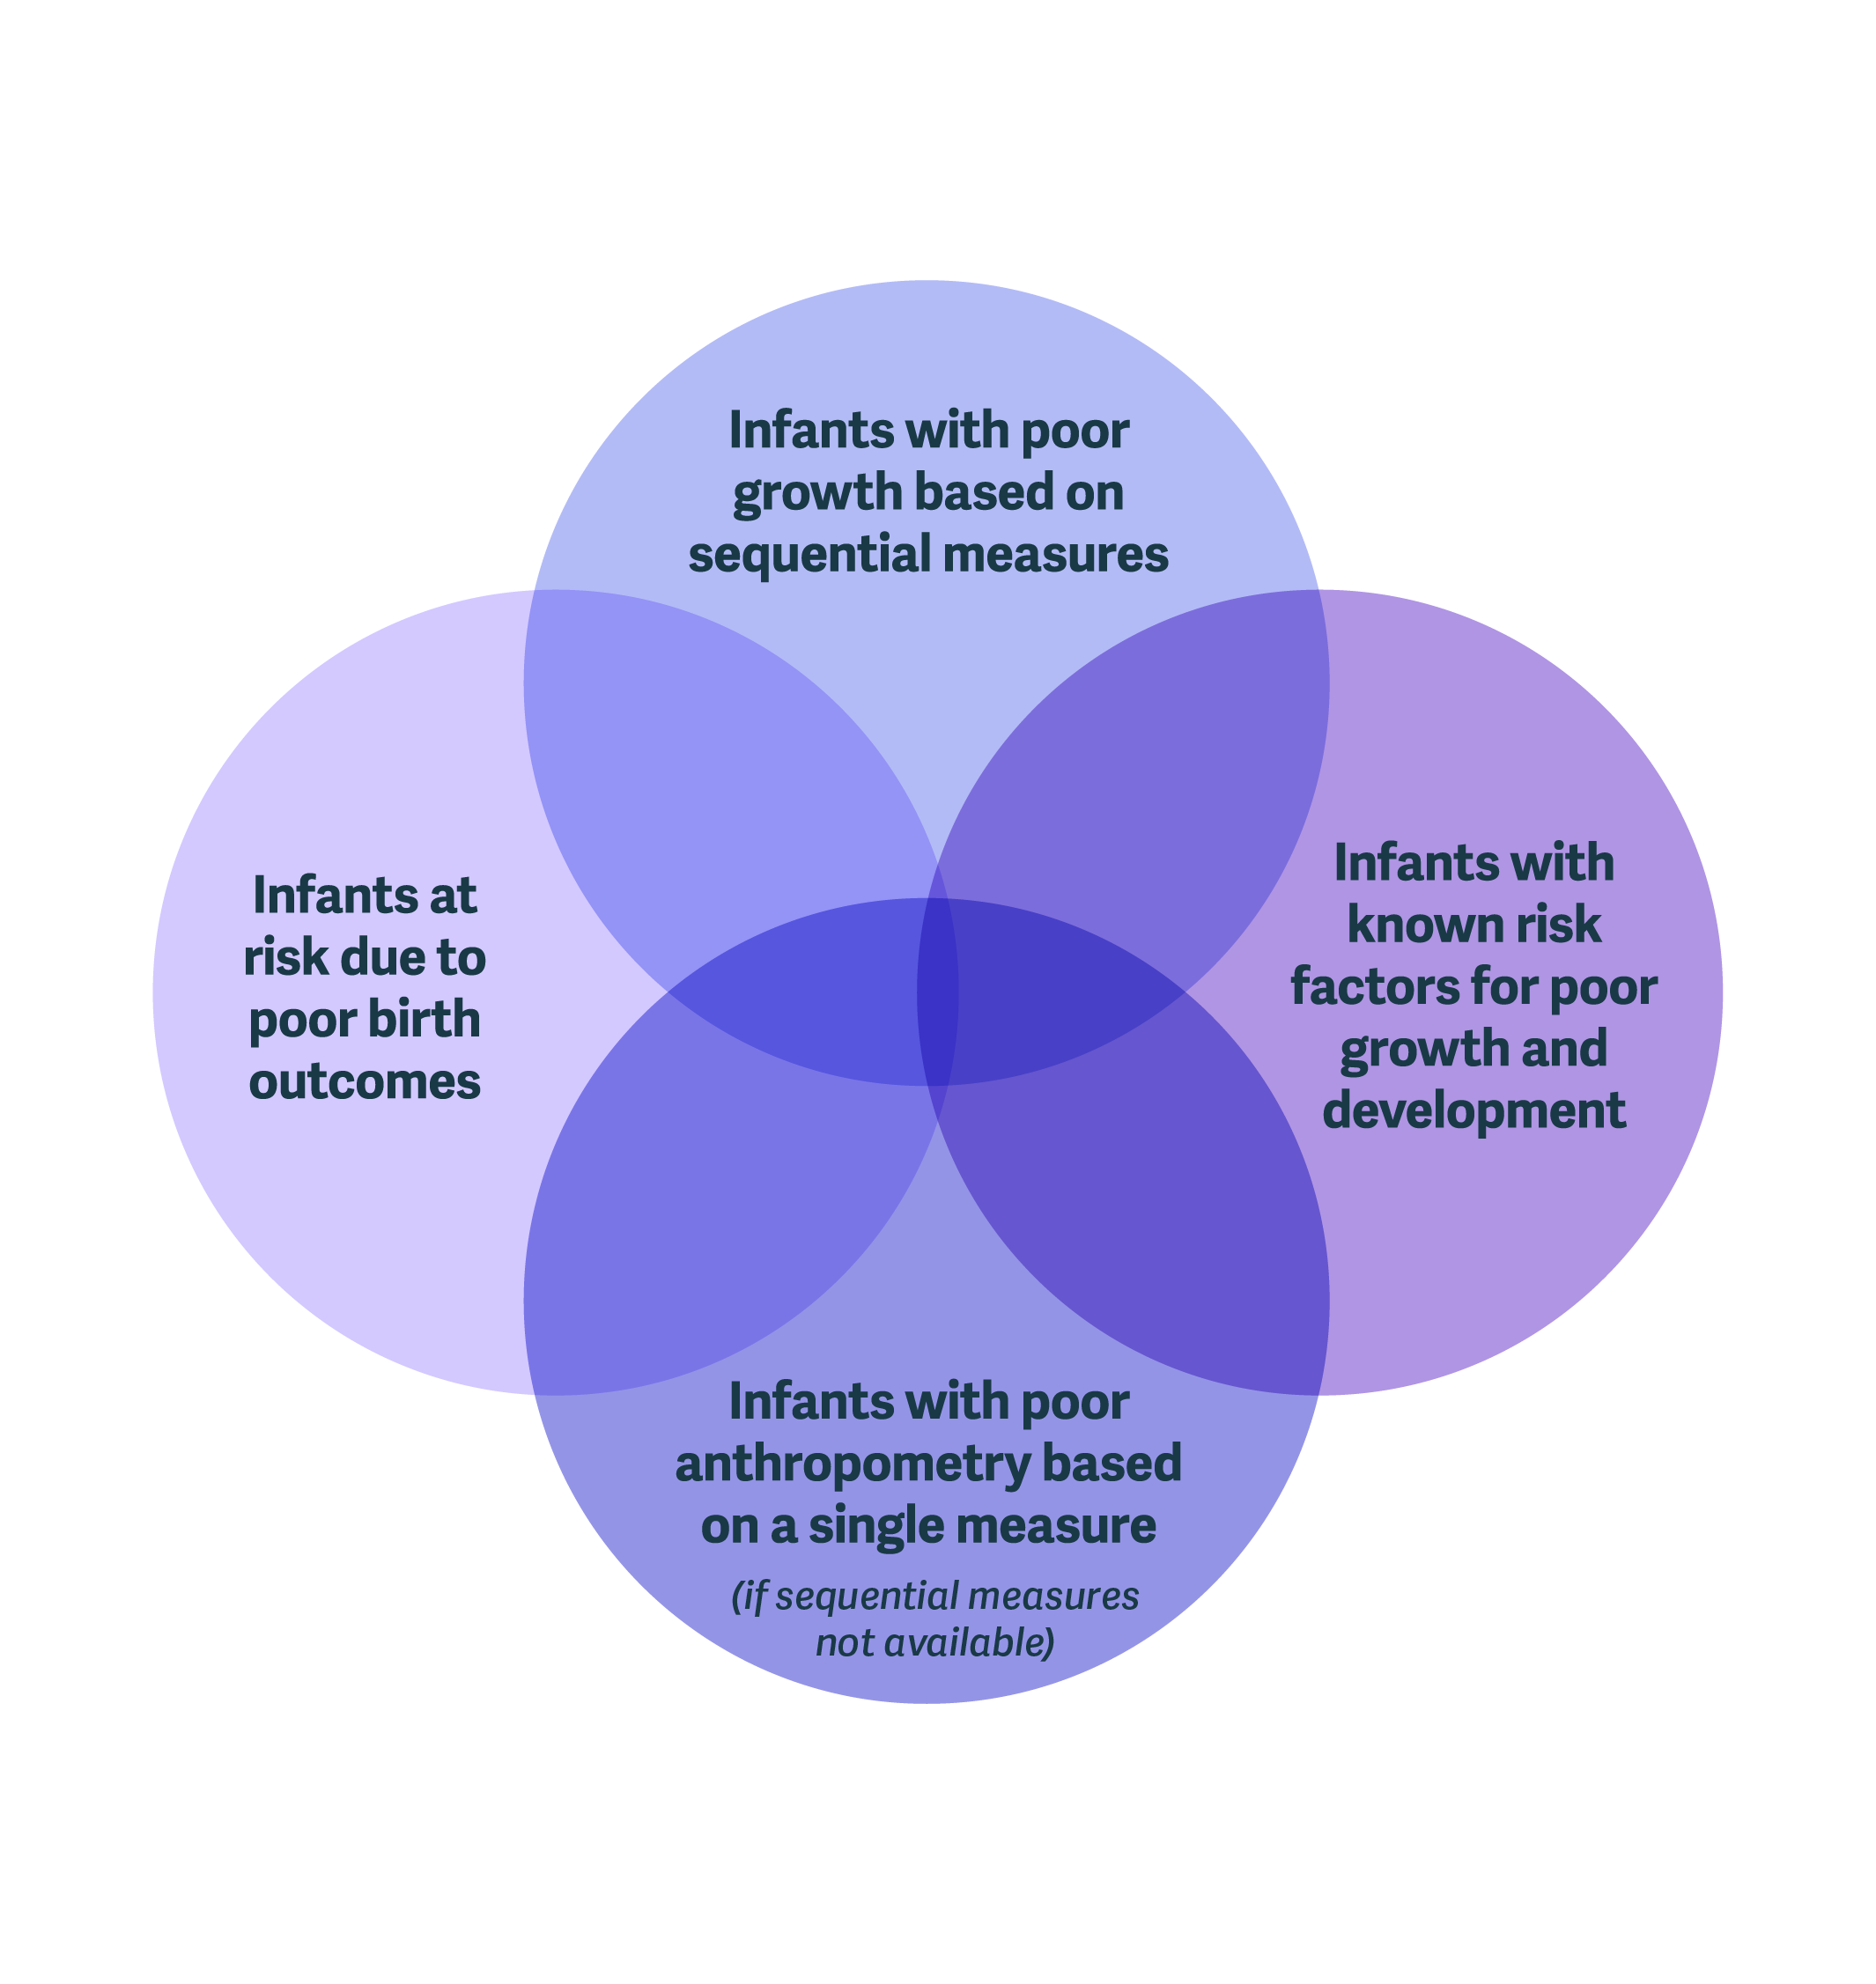 Infants with poor
growth based on
sequential measures
Infants at
risk due to
poor birth
outcomes
Infants with
known risk
factors for poor
growth and
development
Infants with poor
anthropometry based
on a single measure
(if sequential measures
not available)